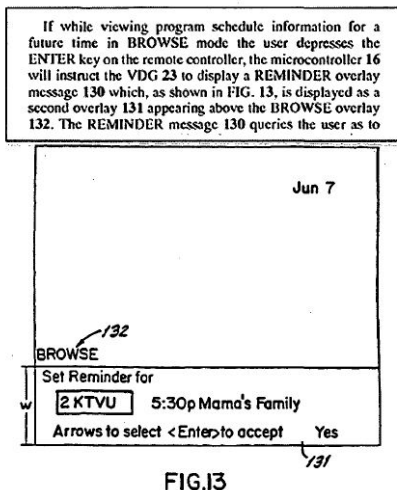 If while viewing program schedule information for a
future time in BROWSE mode the user depresses the
ENTER key on the remote controller, the microcontroller 16
will instruct the VDG 23 to display a REMINDER overlay
message 130 which, as shown in FIG. 13, is displayed as a
second overlay 131 appearing above the BROWSE overlay
132. The REMINDER message 130 queries the user as to
Jun 7
132
BROWSE
Set Reminder for
W
2 KTVU 5:30p Mama's Family
Arrows to select <Enter>to accept Yes
131
FIG.13